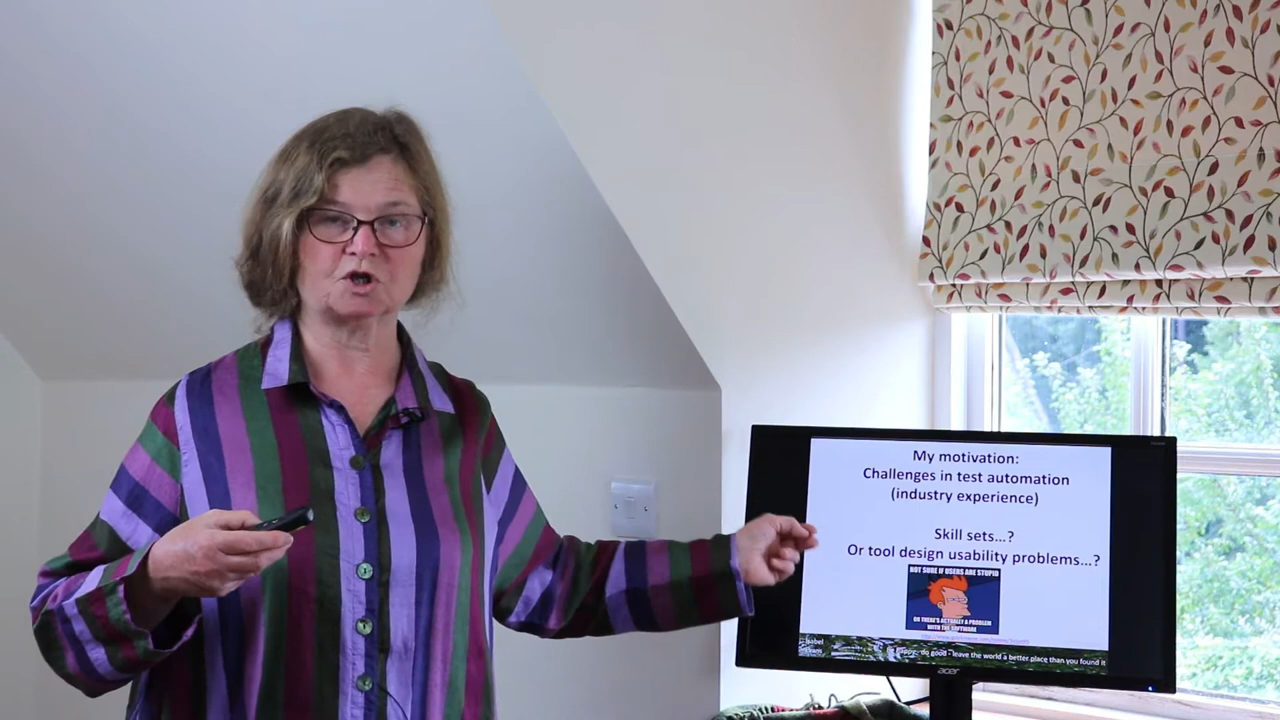 My motivation:
Challenges in test automation
(industry experience)
Skill sets...?
Or tool design usability problems...?
NOT SURE IF USERS ARE STUPID
OR THERE'S ACTUALLY A PROBLEM
WITH THE SOFTWARE
Isabel
Evans
happy, do good - leave the world a better place than you found it
acer